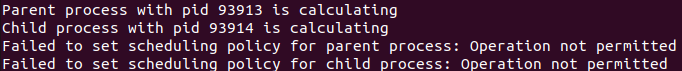 Parent process with pid 93913 is calculating
Child process with pid 93914 is calculating
Failed to set scheduling policy for parent process: Operation not permitted
Failed to set scheduling policy for child process: Operation not permitted